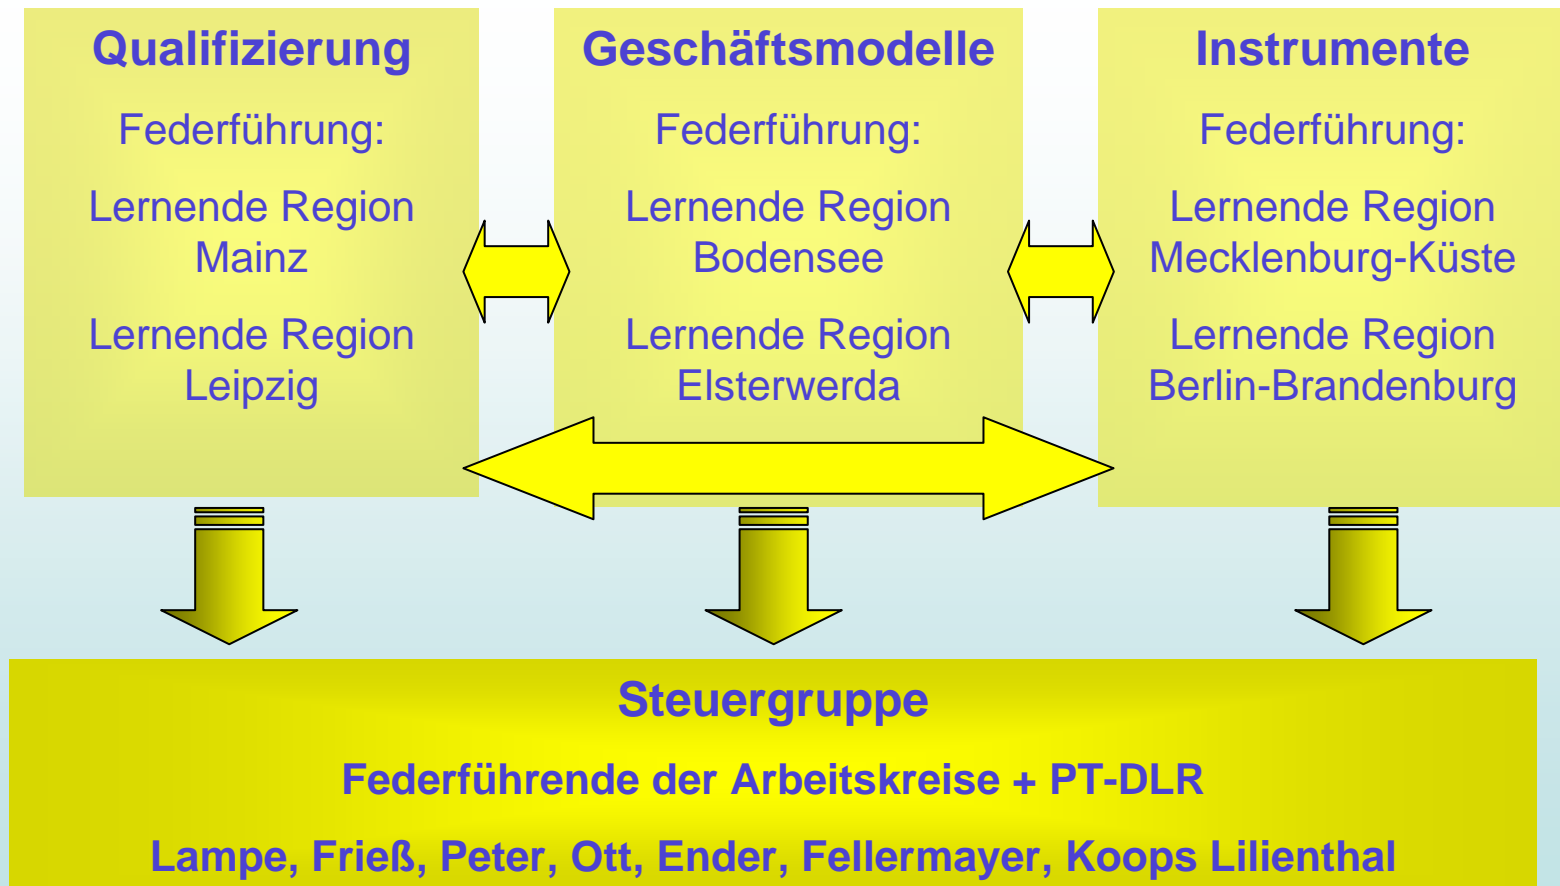 Qualifizierung
Federführung:
Lernende Region
Mainz
Lernende Region
Leipzig
Geschäftsmodelle
Federführung:
Lernende Region
Bodensee
Lernende Region
Elsterwerda
Instrumente
Federführung:
Lernende Region
Mecklenburg-Küste
Lernende Region
Berlin-Brandenburg
Steuergruppe
Federführende der Arbeitskreise + PT-DLR
Lampe, Frieß, Peter, Ott, Ender, Fellermayer, Koops Lilienthal